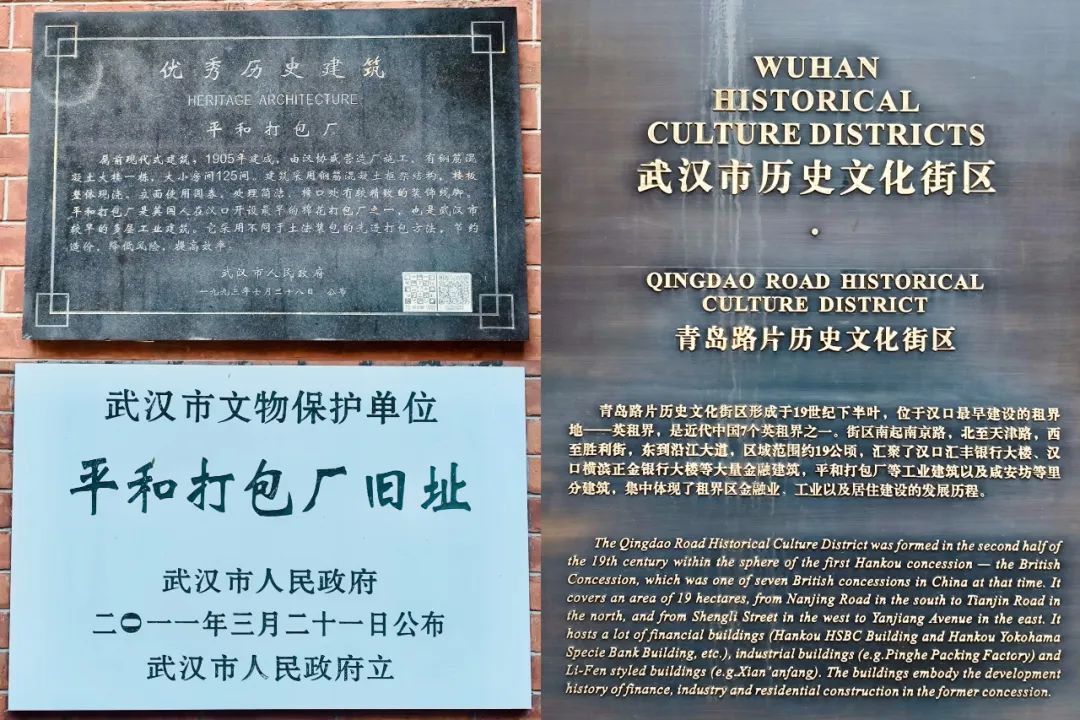 优秀历史建筑
HERITAGE ARCHITECTURE
平和打包厂
属前现代式建筑，1905年建成，由汉协盛营造厂施工，有钢筋混
凝土大楼一栋，大小房间125间。建筑采用钢筋混凝土框架结构，楼板
整体现浇。立面使用圆券，处理简洁，檐口处有较精致的装饰线脚。
平和打包厂是英国人在汉口开设最早的棉花打包厂之一，也是武汉市
较早的多层工业建筑。它采用不同于土法装包的先进打包方法，节约
造价，降低风险，提高效率。
武汉市人民政府
一九九三年七月二十八日 公布
武汉市文物保护单位
平和打包厂旧址
武汉市人民政府
二〇一一年三月二十一日公布
武汉市人民政府立
WUHAN
HISTORICAL
CULTURE DISTRICTS
武汉市历史文化街区
QINGDAO ROAD HISTORICAL
CULTURE DISTRICT
青岛路片历史文化街区
青岛路片历史文化街区形成于19世纪下半叶，位于汉口最早建设的租界
地——英租界，是近代中国7个英租界之一。街区南起南京路，北至天津路，西
至胜利街，东到沿江大道，区域范围约19公顷，汇聚了汉口汇丰银行大楼、汉
口横滨正金银行大楼等大量金融建筑，平和打包厂等工业建筑以及咸安坊等里
分建筑，集中体现了租界区金融业、工业以及居住建设的发展历程。
The Qingdao Road Historical Culture District was formed in the second half of
the 19th century within the sphere of the first Hankou concession — the British
Concession, which was one of seven British concessions in China at that time. It
covers an area of 19 hectares, from Nanjing Road in the south to Tianjin Road in
the north, and from Shengli Street in the west to Yanjiang Avenue in the east. It
hosts a lot of financial buildings (Hankou HSBC Building and Hankou Yokohama
Specie Bank Building, etc.), industrial buildings (e.g.Pinghe Packing Factory) and
Li-Fen styled buildings (e.g.Xian'anfang). The buildings embody the development
history of finance, industry and residential construction in the former concession.